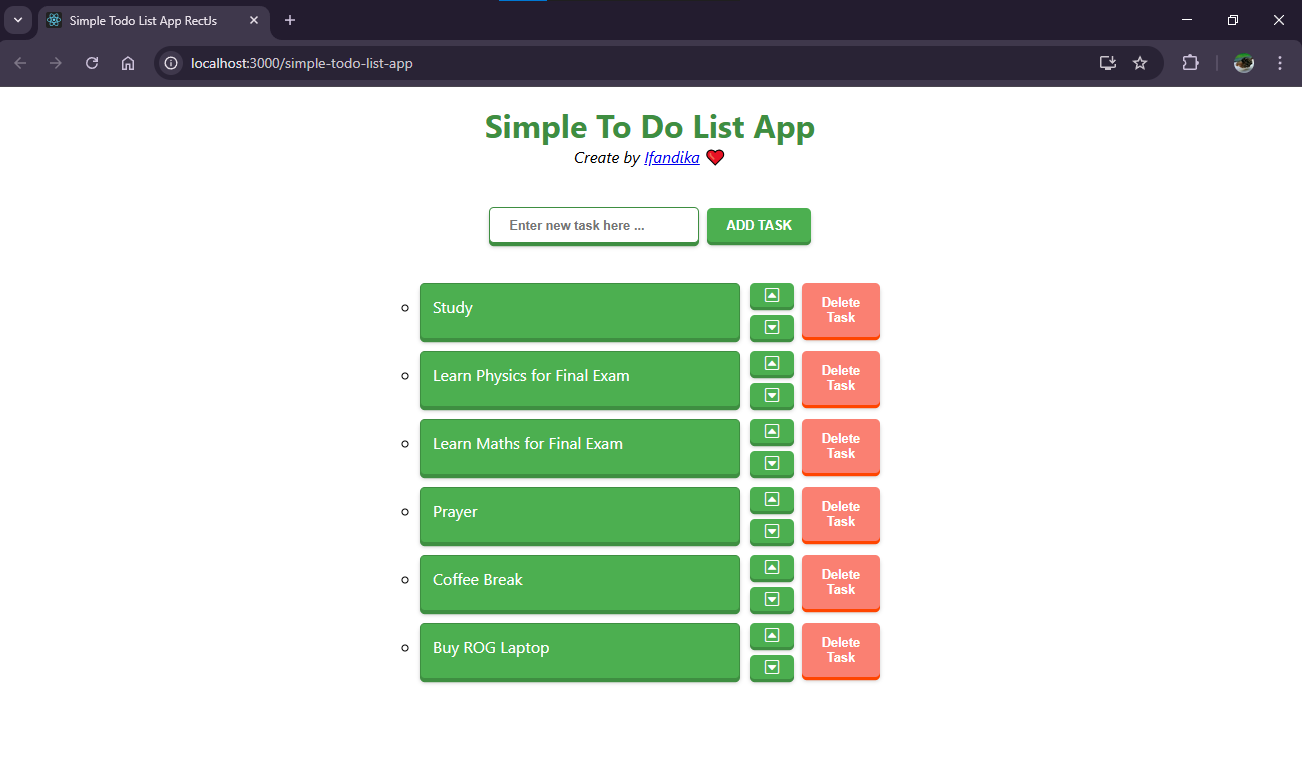 Simple Todo List App RectJs
localhost:3000/simple-todo-list-app
Simple To Do List App
Create by Ifandika
Enter new task here ...
ADD TASK
Study
Delete
Task
Learn Physics for Final Exam
Delete
Task
Learn Maths for Final Exam
Delete
Task
Prayer
Delete
Task
Coffee Break
Delete
Task
Buy ROG Laptop
Delete
Task